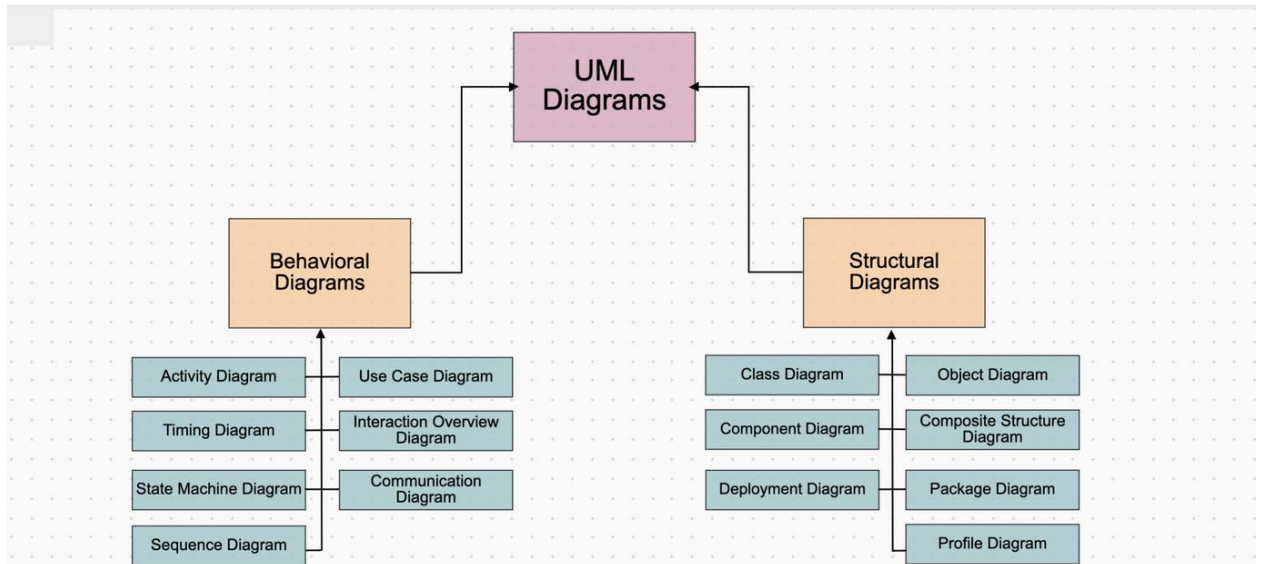 UML
Diagrams
Behavioral
Diagrams
Structural
Diagrams
Activity Diagram
Use Case Diagram
Timing Diagram
Interaction Overview
Diagram
State Machine Diagram
Communication
Diagram
Sequence Diagram
Class Diagram
Object Diagram
Component Diagram
Composite Structure
Diagram
Deployment Diagram
Package Diagram
Profile Diagram